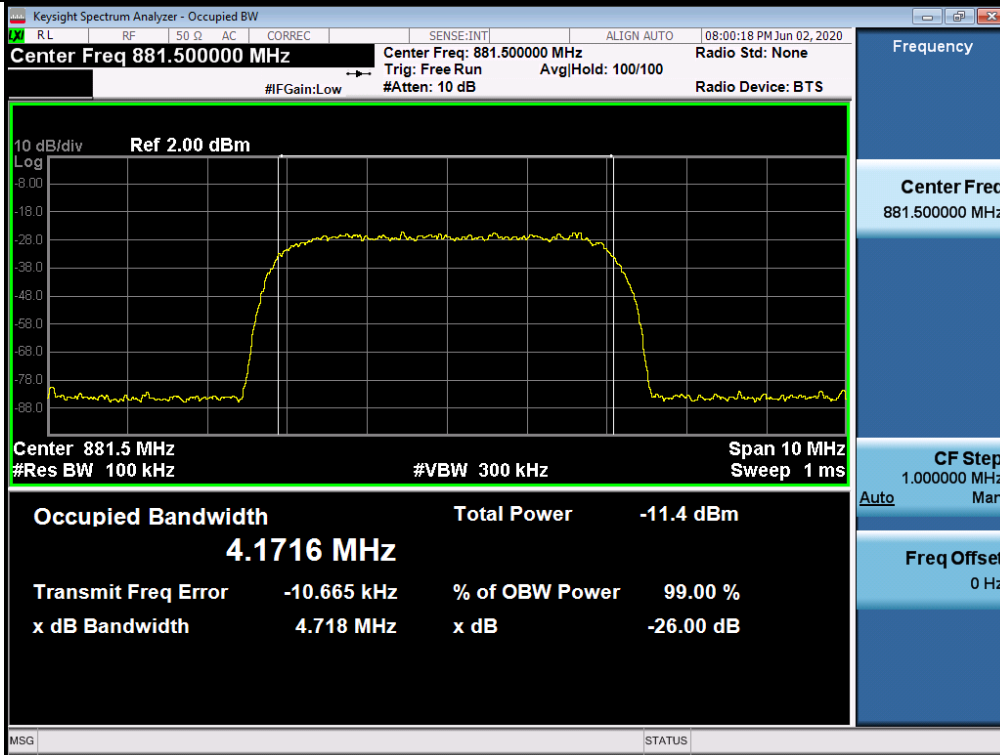 Keysight Spectrum Analyzer - Occupied BW
LXI RL RF 50 Ω AC CORREC SENSE:INT ALIGN AUTO 08:00:18 PM Jun 02, 2020
Center Freq 881.500000 MHz
Center Freq: 881.500000 MHz Radio Std: None
Trig: Free Run Avg|Hold: 100/100
#IFGain:Low #Atten: 10 dB Radio Device: BTS
10 dB/div Ref 2.00 dBm
Log
-8.00
-18.0
-28.0
-38.0
-48.0
-58.0
-68.0
-78.0
-88.0
Center 881.5 MHz Span 10 MHz
#Res BW 100 kHz #VBW 300 kHz Sweep 1 ms
Occupied Bandwidth Total Power -11.4 dBm
4.1716 MHz
Transmit Freq Error -10.665 kHz % of OBW Power 99.00 %
x dB Bandwidth 4.718 MHz x dB -26.00 dB
MSG STATUS
Frequency
Center Freq
881.500000 MHz
CF Step
1.000000 MHz
Auto Man
Freq Offset
0 Hz